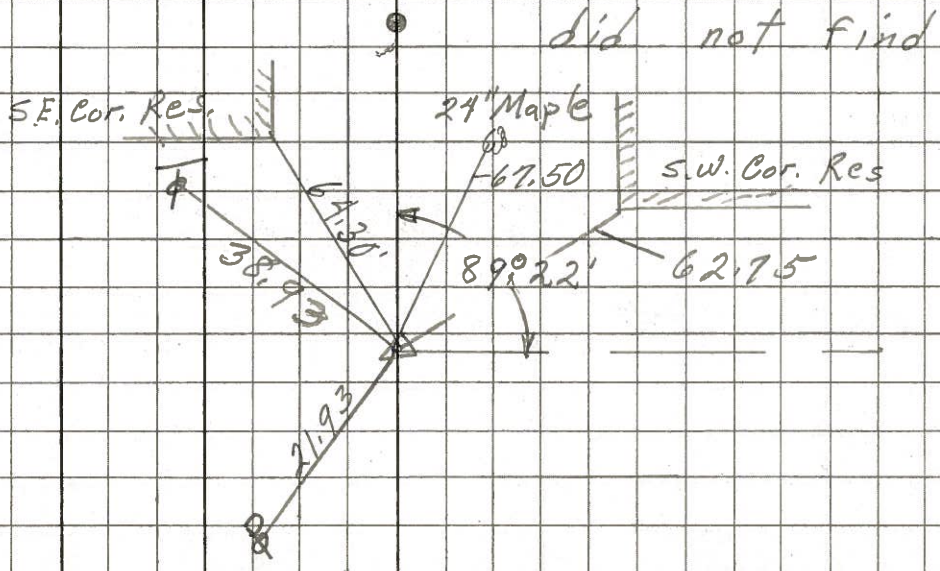 did not find
S.E. Cor. Res.
24" Maple
67.50
S.W. Cor. Res
64.30'
38.93
89°22'
62.75
21.93